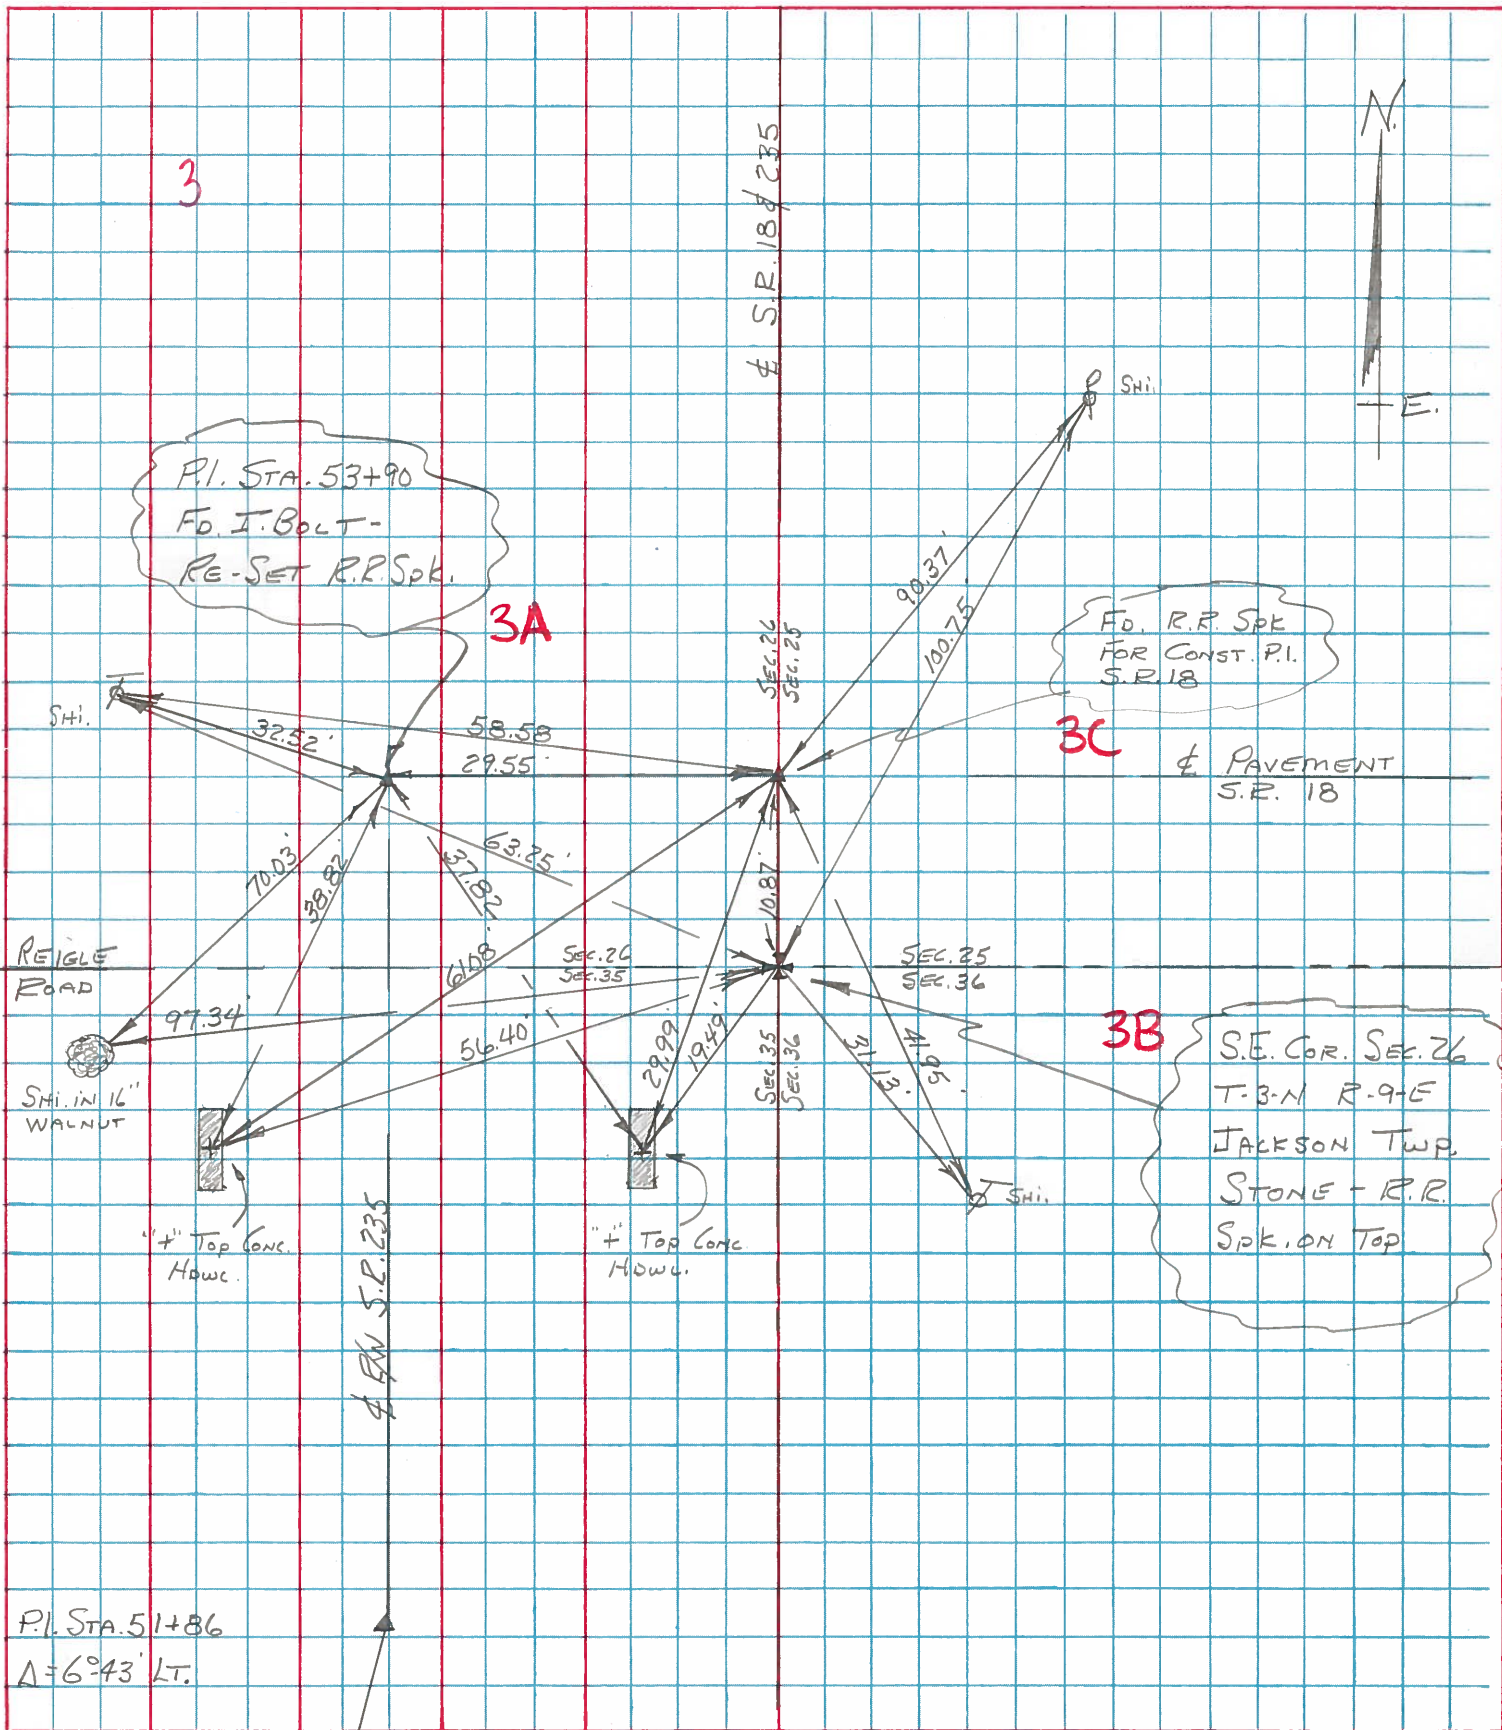 N.
E.
3
℄ S.R. 18 & 235
SHi.
P.I. STA. 53+90
FD. I. BOLT-
RE-SET R.R. SpK.
3A
90.37'
100.75'
FD. R.R. SpK
FOR CONST. P.I.
S.R. 18
3C
SEC. 26
SEC. 25
SHi.
32.52'
58.58
29.55'
℄ PAVEMENT
S.R. 18
70.03'
38.82'
37.82'
63.25'
10.87'
REIGLE
ROAD
61.08'
SEC. 26
SEC. 35
SEC. 25
SEC. 36
97.34'
56.40'
29.99'
19.49'
SEC. 35
SEC. 36
31.13'
41.95'
3B
S.E. COR. SEC. 26
T-3-N R-9-E
JACKSON TWP.
STONE - R.R.
SpK. ON TOP
SHi. IN 16"
WALNUT
SHi.
"+" TOP CONC.
HDWL.
"+" TOP CONC.
HDWL.
℄ R/W S.R. 235
P.I. STA. 51+86
Δ=6°43' LT.